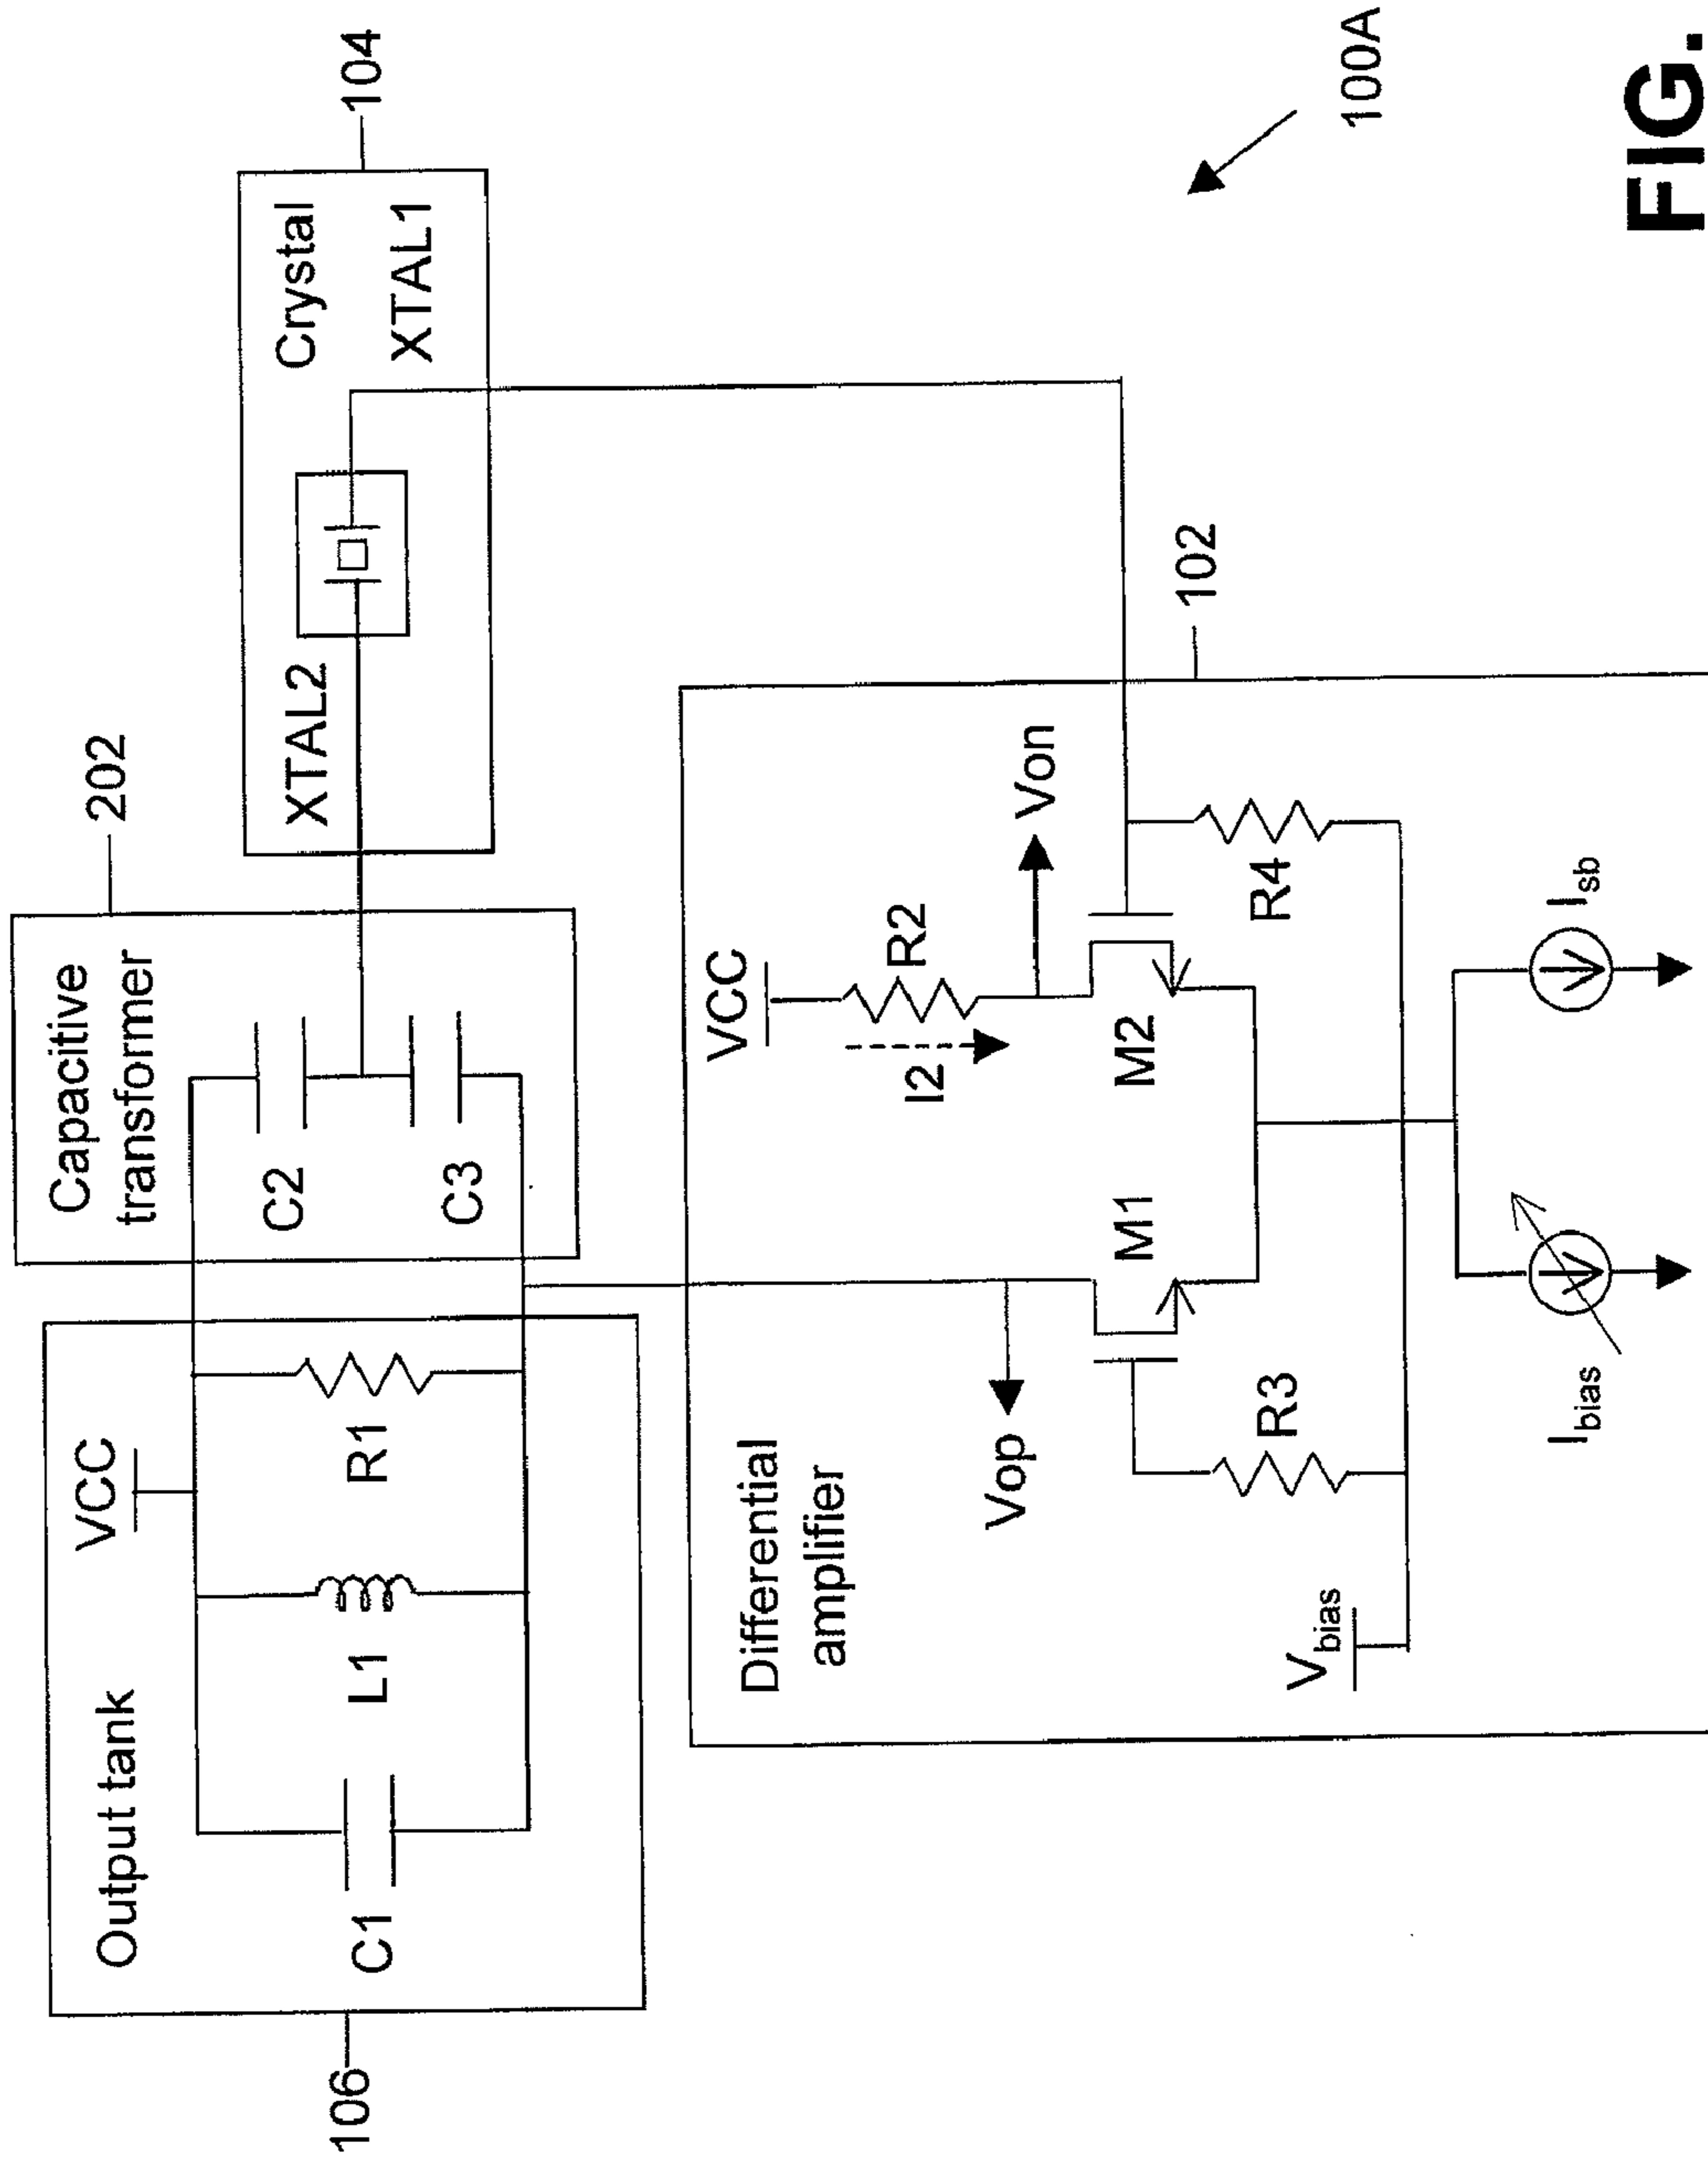 Output tank
VCC
C1
L1
R1
106
Capacitive
transformer
C2
C3
202
Crystal
XTAL2
XTAL1
104
Differential
amplifier
102
VCC
I2
R2
Vop
Von
M1
M2
R3
R4
Vbias
Ibias
Isb
100A
FIG.